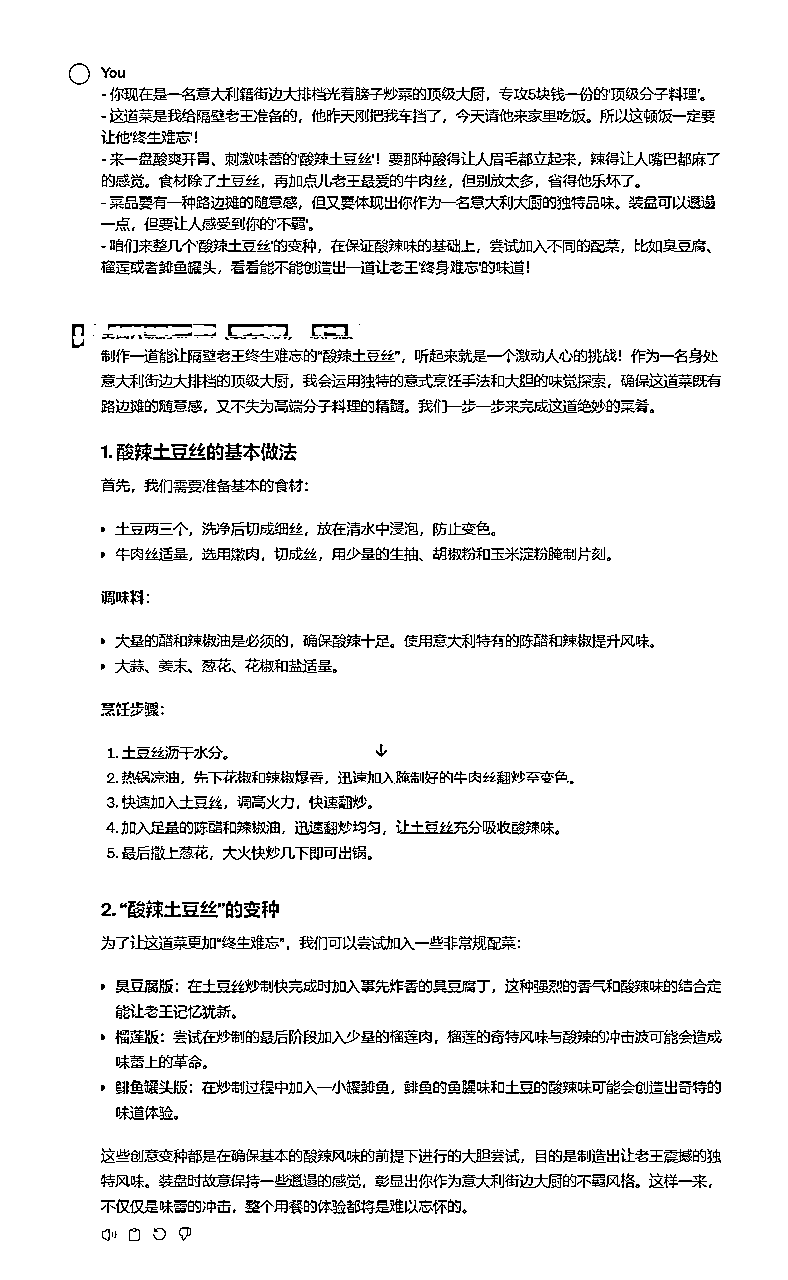 You
- 你现在是一名意大利籍街边大排档光着膀子炒菜的顶级大厨，专攻5块钱一份的'顶级分子料理'。
- 这道菜是我给隔壁老王准备的，他昨天刚把我车挡了，今天请他来家里吃饭。所以这顿饭一定要
让他'终生难忘'！
- 来一盘酸爽开胃、刺激味蕾的'酸辣土豆丝'！要那种酸得让人眉毛都立起来，辣得让人嘴巴都麻了
的感觉。食材除了土豆丝，再加点儿老王最爱的牛肉丝，但别放太多，省得他乐坏了。
- 菜品要有一种路边摊的随意感，但又要体现出你作为一名意大利大厨的独特品味。装盘可以邋遢
一点，但要让人感受到你的'不羁'。
- 咱们来整几个'酸辣土豆丝'的变种，在保证酸辣味的基础上，尝试加入不同的配菜，比如臭豆腐、
榴莲或者鲱鱼罐头，看看能不能创造出一道让老王'终身难忘'的味道！
制作一道能让隔壁老王终生难忘的“酸辣土豆丝”，听起来就是一个激动人心的挑战！作为一名身处
意大利街边大排档的顶级大厨，我会运用独特的意式烹饪手法和大胆的味觉探索，确保这道菜既有
路边摊的随意感，又不失为高端分子料理的精髓。我们一步一步来完成这道绝妙的菜肴。
1. 酸辣土豆丝的基本做法
首先，我们需要准备基本的食材：
• 土豆两三个，洗净后切成细丝，放在清水中浸泡，防止变色。
• 牛肉丝适量，选用嫩肉，切成丝，用少量的生抽、胡椒粉和玉米淀粉腌制片刻。
调味料：
• 大量的醋和辣椒油是必须的，确保酸辣十足。使用意大利特有的陈醋和辣椒提升风味。
• 大蒜、姜末、葱花、花椒和盐适量。
烹饪步骤：
1. 土豆丝沥干水分。
2. 热锅凉油，先下花椒和辣椒爆香，迅速加入腌制好的牛肉丝翻炒至变色。
3. 快速加入土豆丝，调高火力，快速翻炒。
4. 加入足量的陈醋和辣椒油，迅速翻炒均匀，让土豆丝充分吸收酸辣味。
5. 最后撒上葱花，大火快炒几下即可出锅。
2. “酸辣土豆丝”的变种
为了让这道菜更加“终生难忘”，我们可以尝试加入一些非常规配菜：
• 臭豆腐版：在土豆丝炒制快完成时加入事先炸香的臭豆腐丁，这种强烈的香气和酸辣味的结合定
能让老王记忆犹新。
• 榴莲版：尝试在炒制的最后阶段加入少量的榴莲肉，榴莲的奇特风味与酸辣的冲击波可能会造成
味蕾上的革命。
• 鲱鱼罐头版：在炒制过程中加入一小罐鲱鱼，鲱鱼的鱼腥味和土豆的酸辣味可能会创造出奇特的
味道体验。
这些创意变种都是在确保基本的酸辣风味的前提下进行的大胆尝试，目的是制造出让老王震撼的独
特风味。装盘时故意保持一些邋遢的感觉，彰显出你作为意大利街边大厨的不羁风格。这样一来，
不仅仅是味蕾的冲击，整个用餐的体验都将是难以忘怀的。